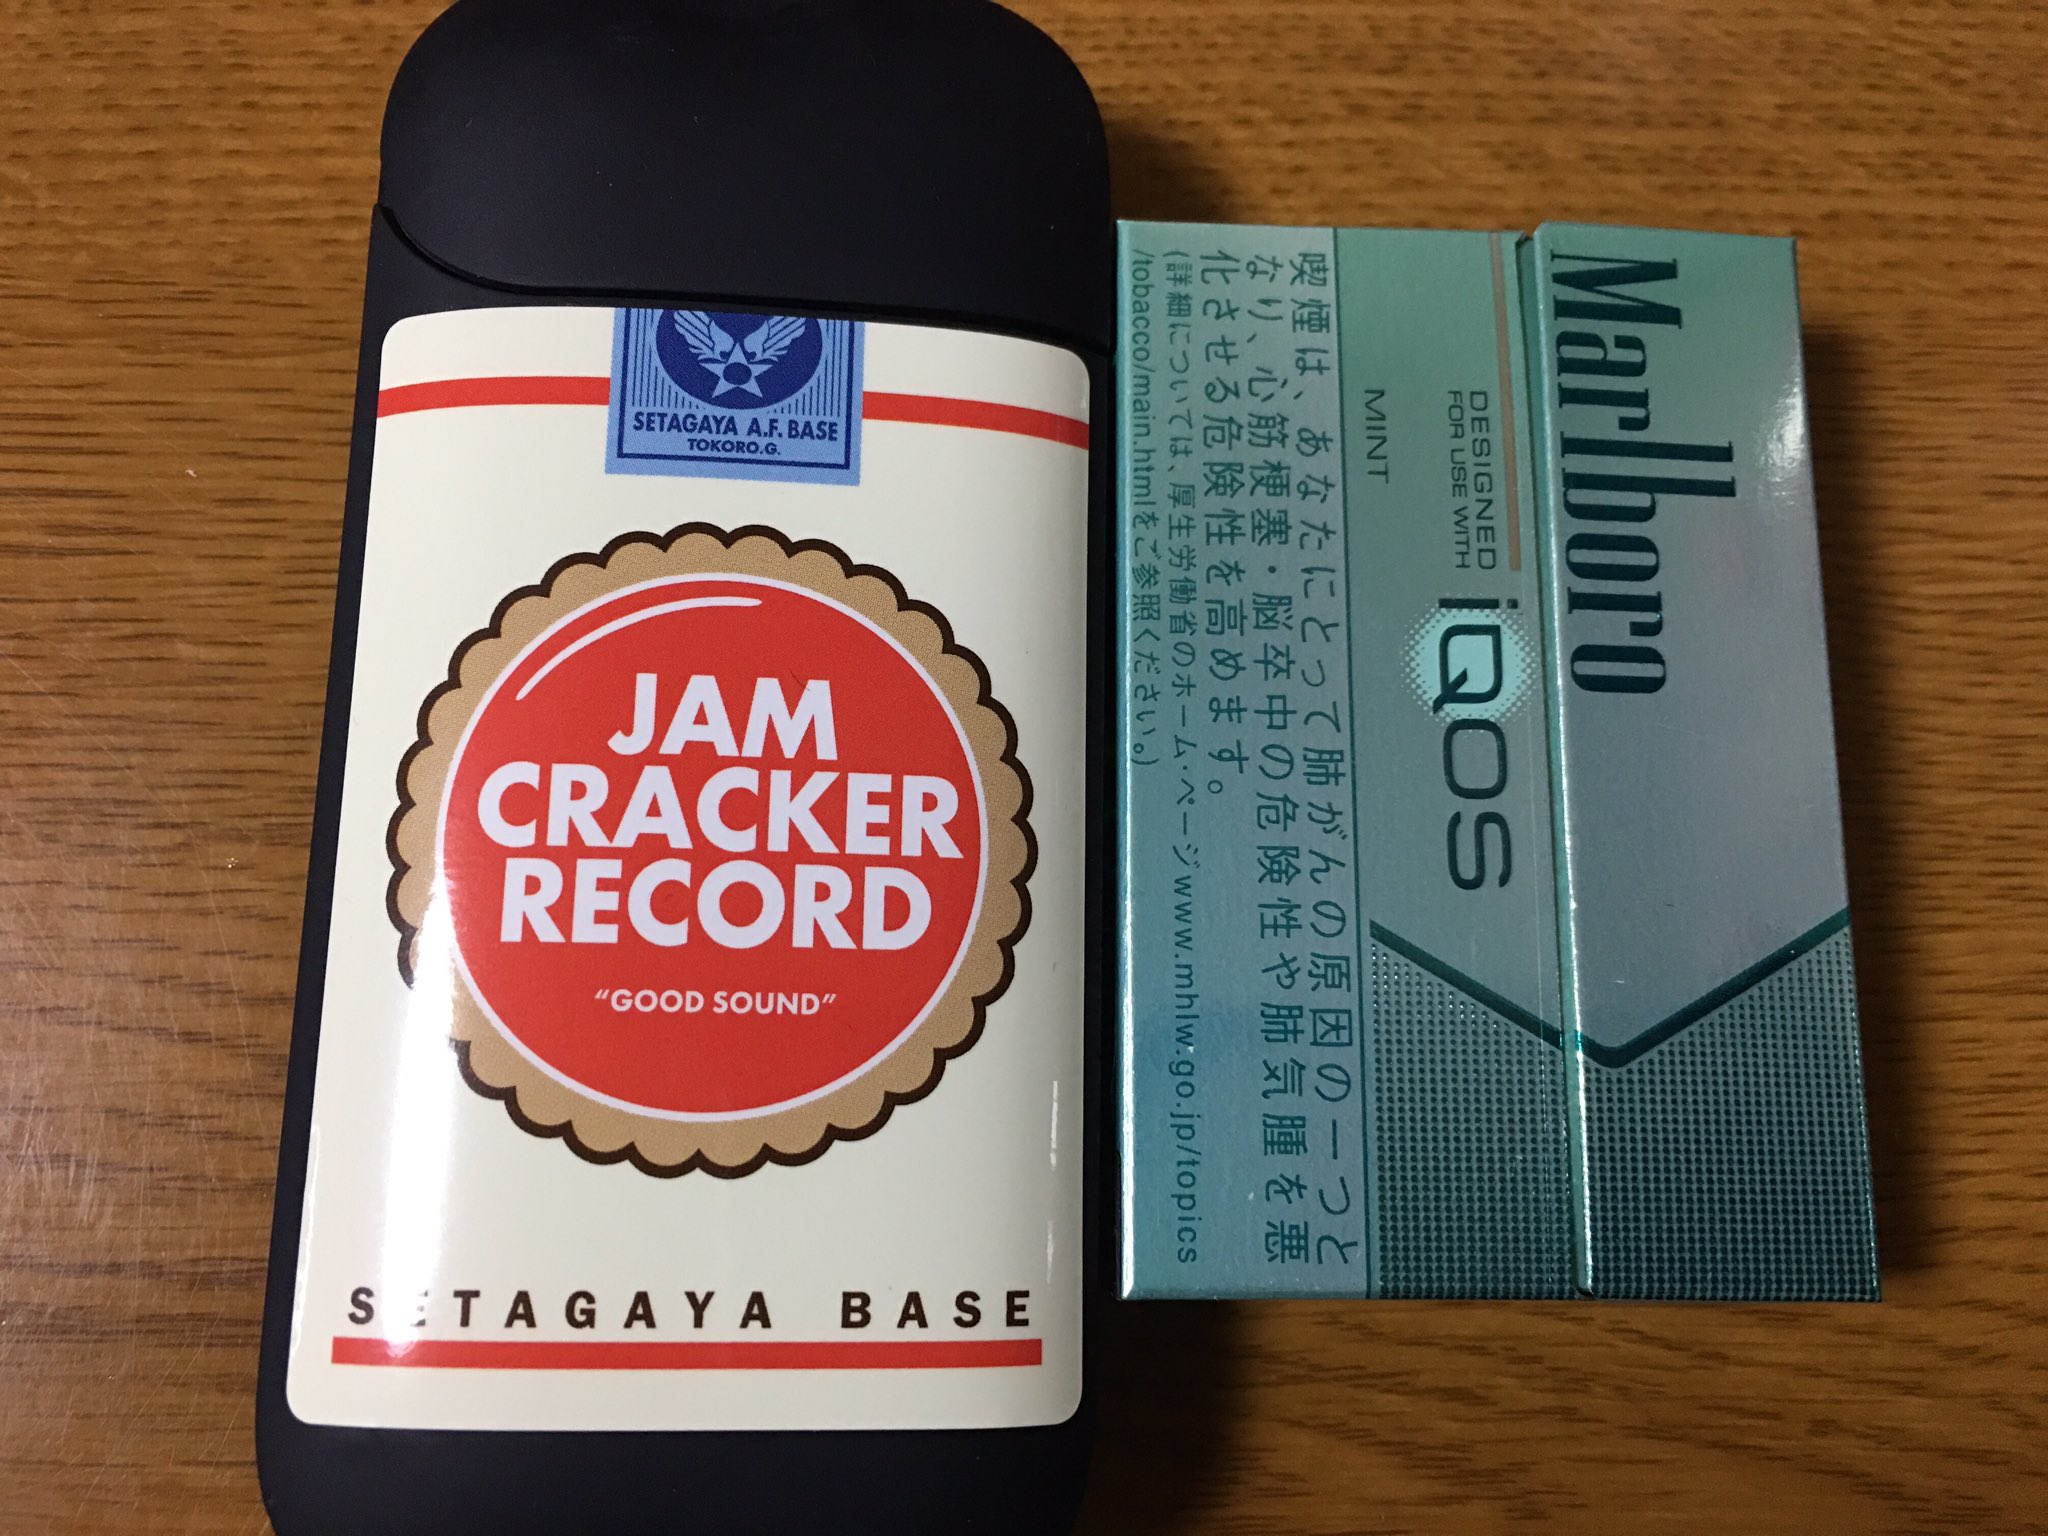 SETAGAYA A.F. BASE
TOKORO.G.
JAM
CRACKER
RECORD
“GOOD SOUND”
SETAGAYA BASE
Marlboro
DESIGNED
FOR USE WITH
iQOS
MINT
喫煙は、あなたにとって肺がんの原因の一つと
なり、心筋梗塞・脳卒中の危険性や肺気腫を悪
化させる危険性を高めます。
(詳細については、厚生労働省のホーム・ページwww.mhlw.go.jp/topics
/tobacco/main.htmlをご参照ください。)